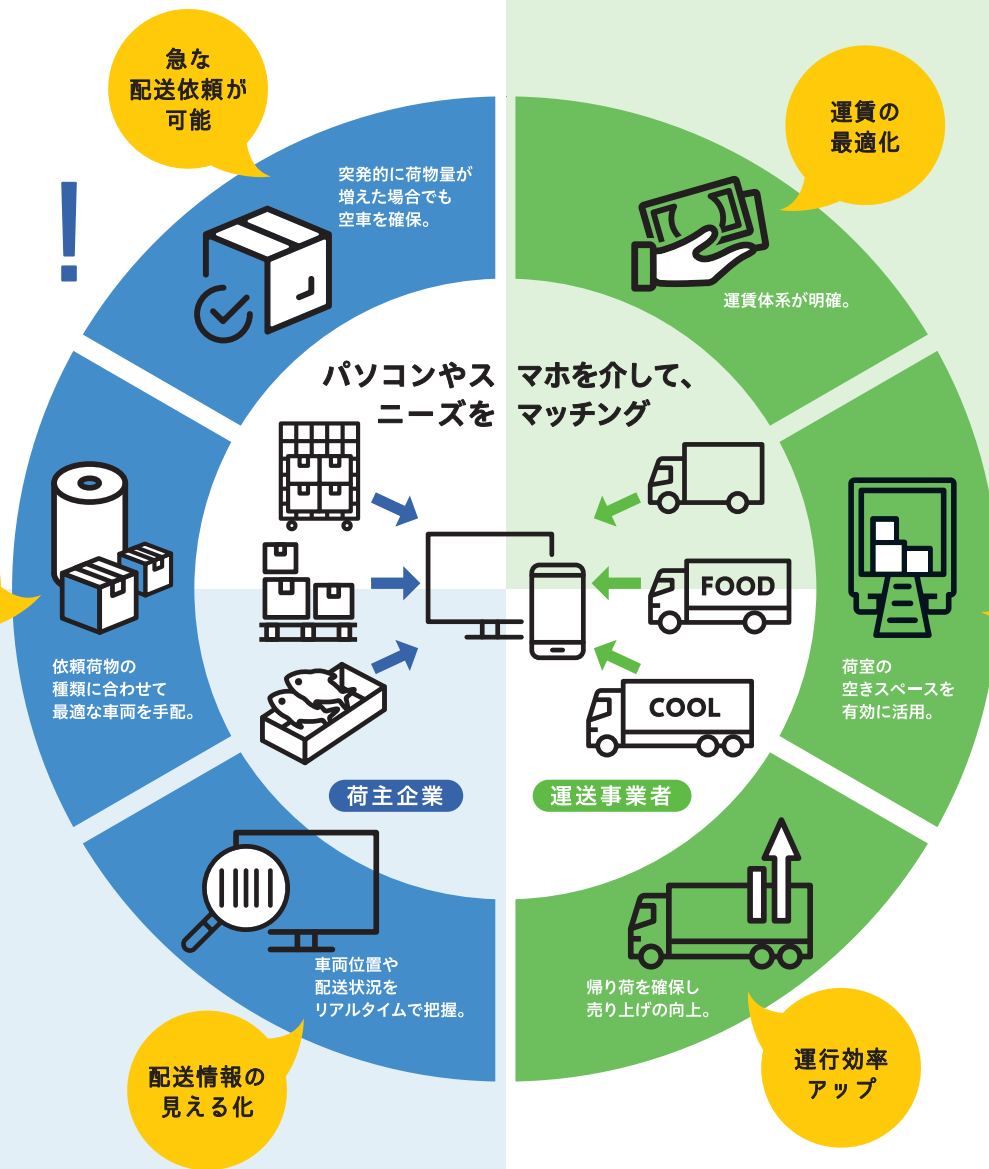 急な
配送依頼が
可能
突発的に荷物量が
増えた場合でも
空車を確保。
!
運賃の
最適化
運賃体系が明確。
パソコンやスマホを介して、
ニーズをマッチング
依頼荷物の
種類に合わせて
最適な車両を手配。
FOOD
COOL
荷室の
空きスペースを
有効に活用。
荷主企業
運送事業者
車両位置や
配送状況を
リアルタイムで把握。
配送情報の
見える化
帰り荷を確保し
売り上げの向上。
運行効率
アップ